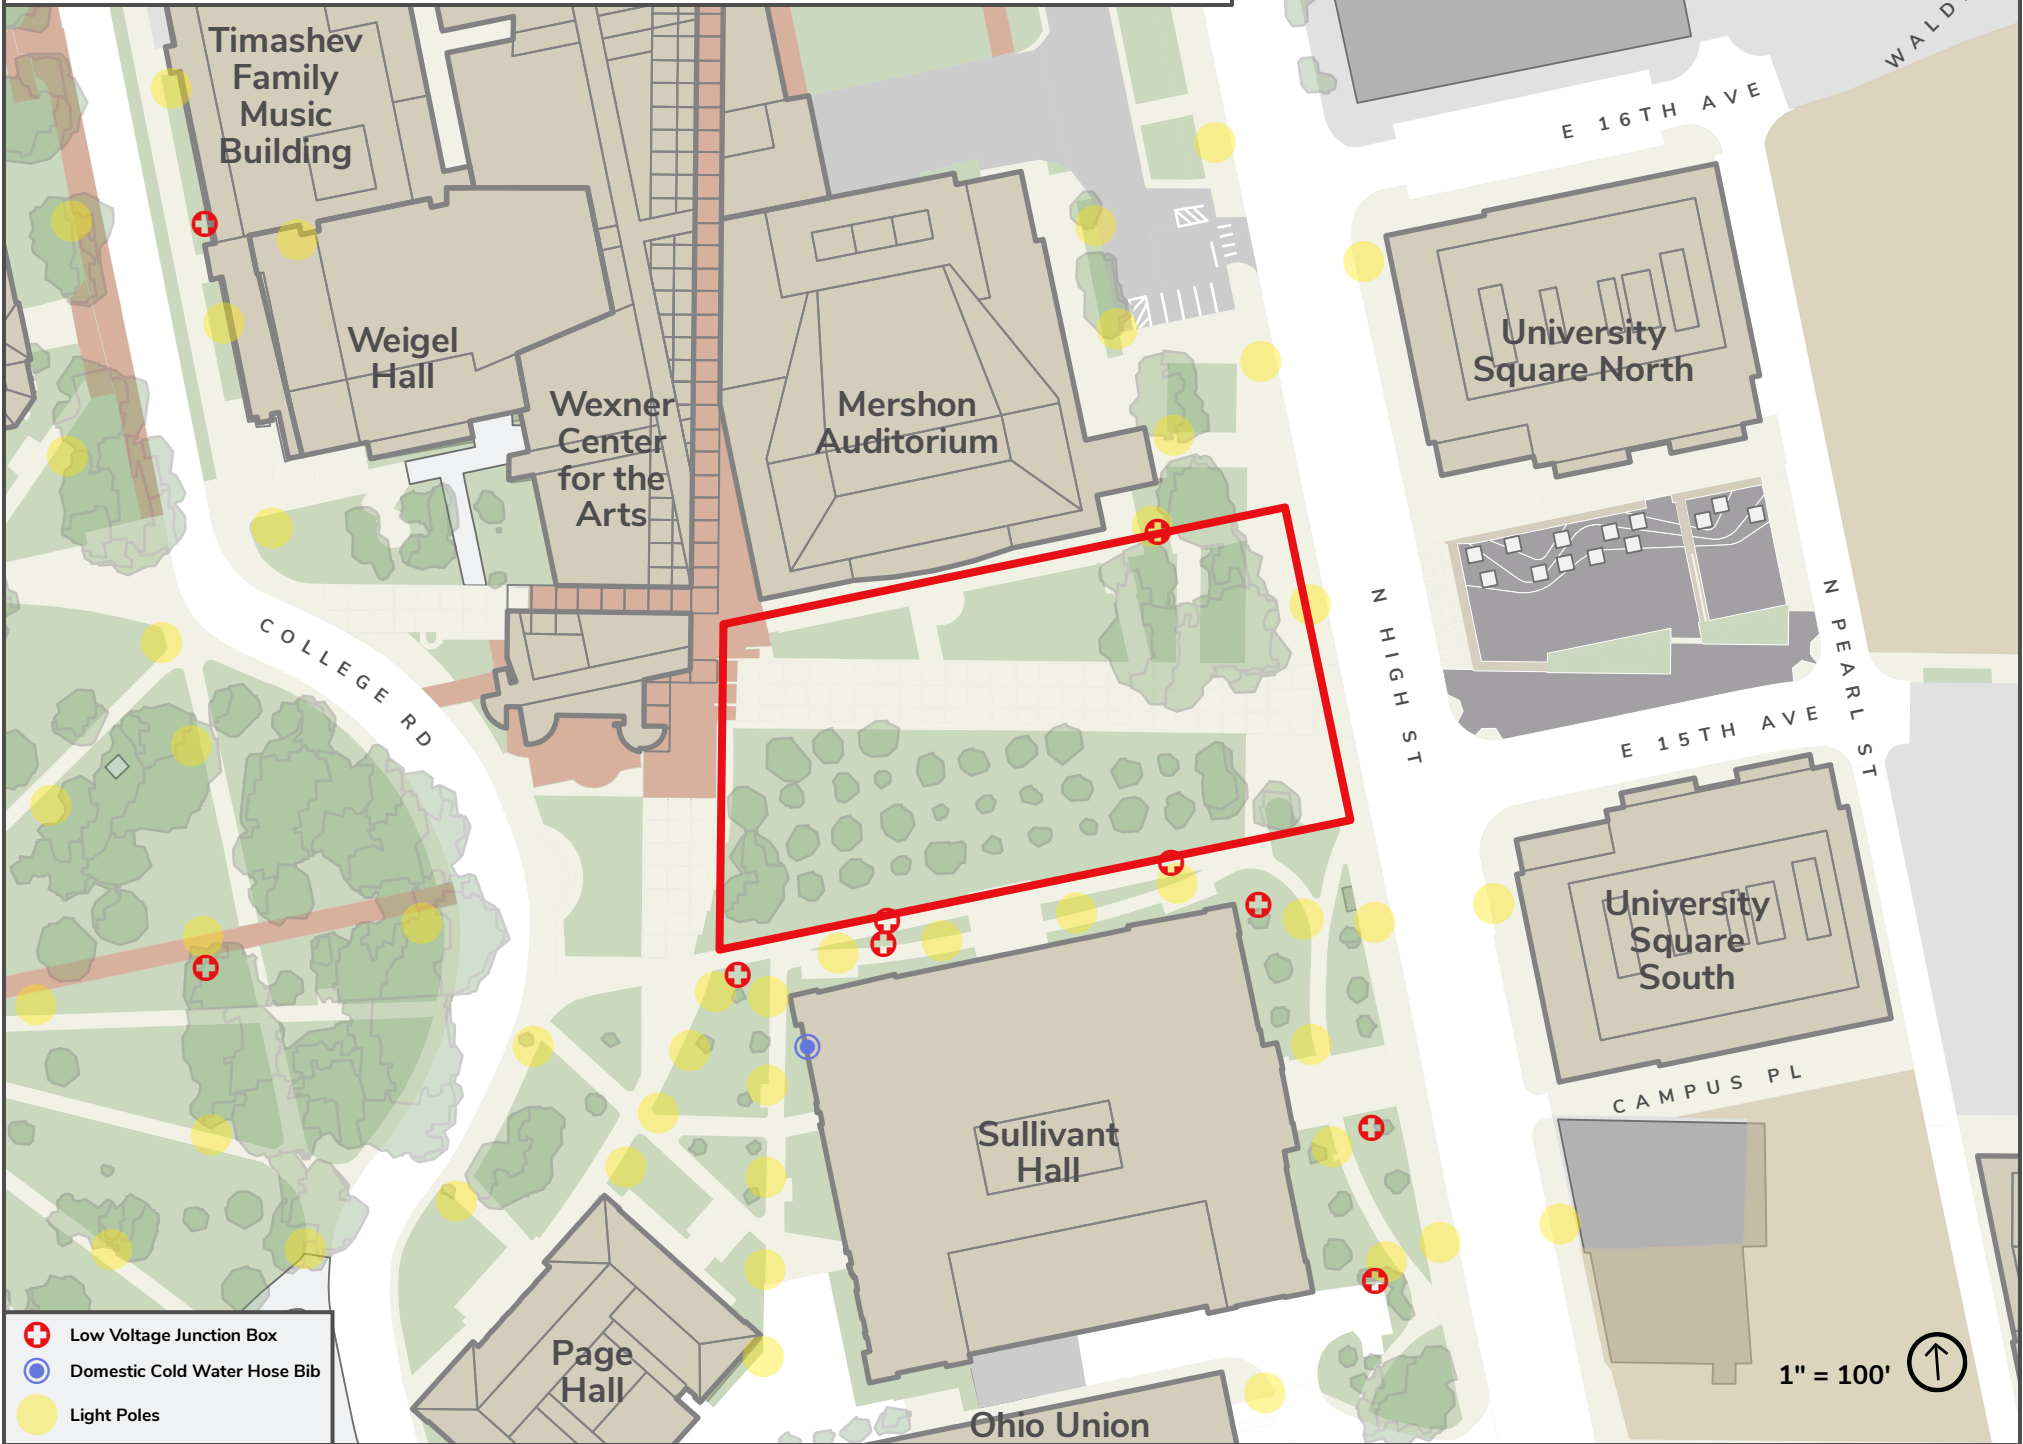 Timashev
Family
Music
Building
E 16TH AVE
Weigel
Hall
Wexner
Center
for the
Arts
Mershon
Auditorium
University
Square North
COLLEGE RD
N HIGH ST
N PEARL ST
E 15TH AVE
University
Square
South
CAMPUS PL
Sullivant
Hall
Page
Hall
Ohio Union
Low Voltage Junction Box
Domestic Cold Water Hose Bib
Light Poles
1" = 100'